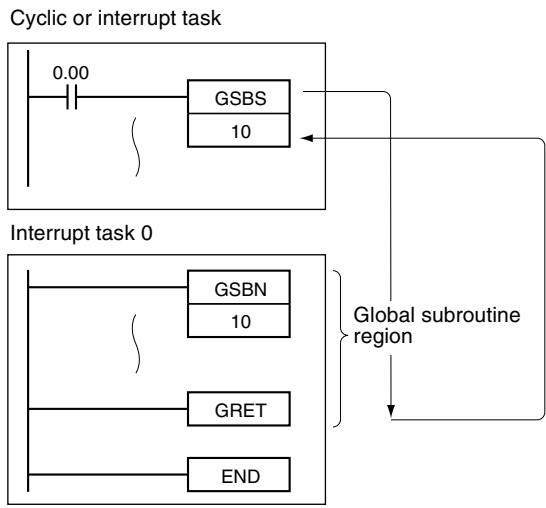 Cyclic or interrupt task
0.00
GSBS
10
Interrupt task 0
GSBN
10
Global subroutine
region
GRET
END